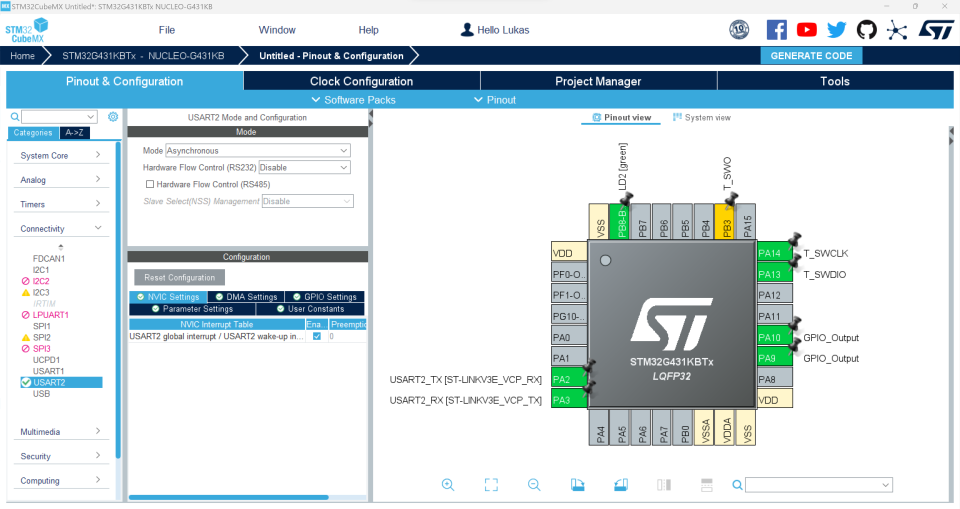 STM32CubeMX Untitled*: STM32G431KBTx NUCLEO-G431KB
STM32 CubeMX
File
Window
Help
Hello Lukas
Home
STM32G431KBTx - NUCLEO-G431KB
Untitled - Pinout & Configuration
GENERATE CODE
Pinout & Configuration
Clock Configuration
Project Manager
Tools
Software Packs
Pinout
Categories
A->Z
System Core
Analog
Timers
Connectivity
FDCAN1
I2C1
I2C2
I2C3
IRTIM
LPUART1
SPI1
SPI2
SPI3
UCPD1
USART1
USART2
USB
Multimedia
Security
Computing
USART2 Mode and Configuration
Mode
Mode Asynchronous
Hardware Flow Control (RS232) Disable
Hardware Flow Control (RS485)
Slave Select(NSS) Management Disable
Configuration
Reset Configuration
NVIC Settings
DMA Settings
GPIO Settings
Parameter Settings
User Constants
NVIC Interrupt Table
Ena...
Preemptio
USART2 global interrupt / USART2 wake-up in...
0
Pinout view
System view
LD2 [green]
T_SWO
VSS
PB8-B
PB7
PB6
PB5
PB4
PB3
PA15
VDD
PF0-O..
PF1-O..
PG10-..
PA0
PA1
USART2_TX [ST-LINKV3E_VCP_RX]
PA2
USART2_RX [ST-LINKV3E_VCP_TX]
PA3
PA14
T_SWCLK
PA13
T_SWDIO
PA12
PA11
PA10
GPIO_Output
PA9
GPIO_Output
PA8
VDD
STM32G431KBTx
LQFP32
PA4
PA5
PA6
PA7
PB0
VSSA
VDDA
VSS